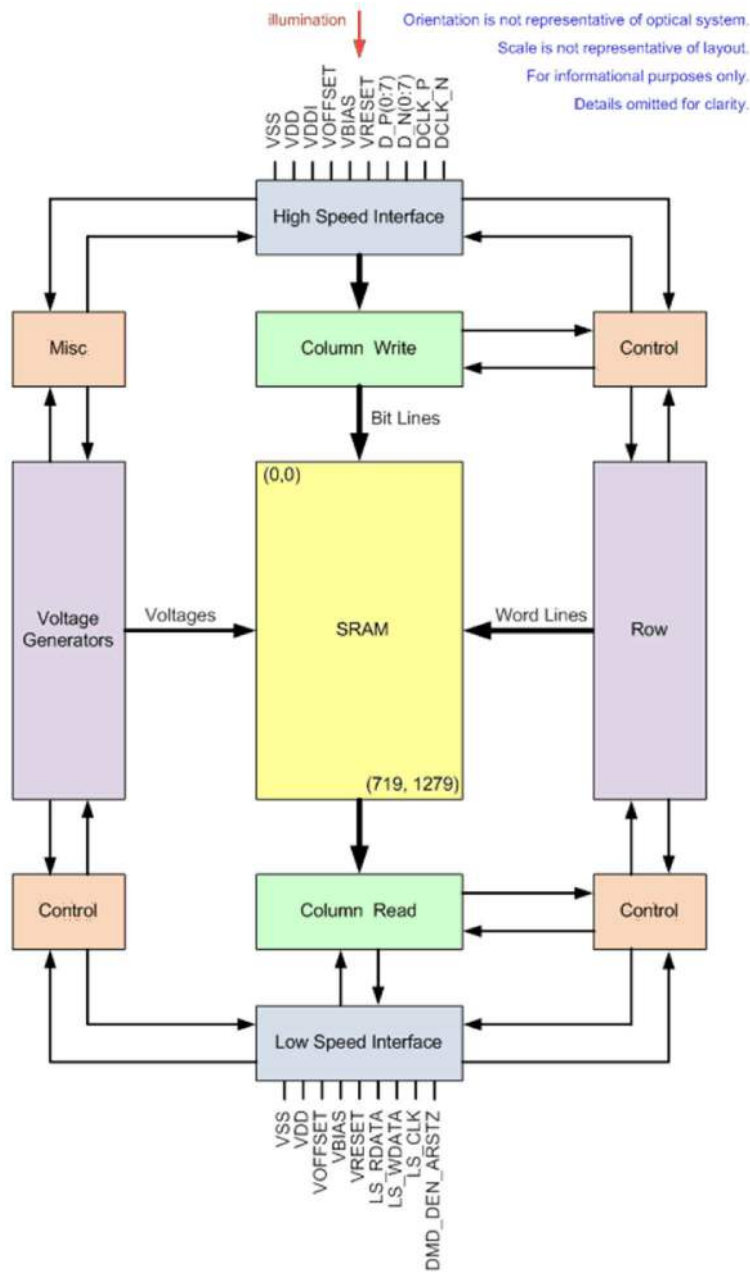 illumination
Orientation is not representative of optical system.
Scale is not representative of layout.
For informational purposes only.
Details omitted for clarity.
VSS
VDD
VDDI
VOFFSET
VBIAS
VRESET
D_P(0:7)
D_N(0:7)
DCLK_P
DCLK_N
High Speed Interface
Misc
Column Write
Control
Bit Lines
(0,0)
Voltage
Generators
Voltages
SRAM
Word Lines
Row
(719, 1279)
Control
Column Read
Control
Low Speed Interface
VSS
VDD
VOFFSET
VBIAS
VRESET
LS_RDATA
LS_WDATA
LS_CLK
DMD_DEN_ARSTZ